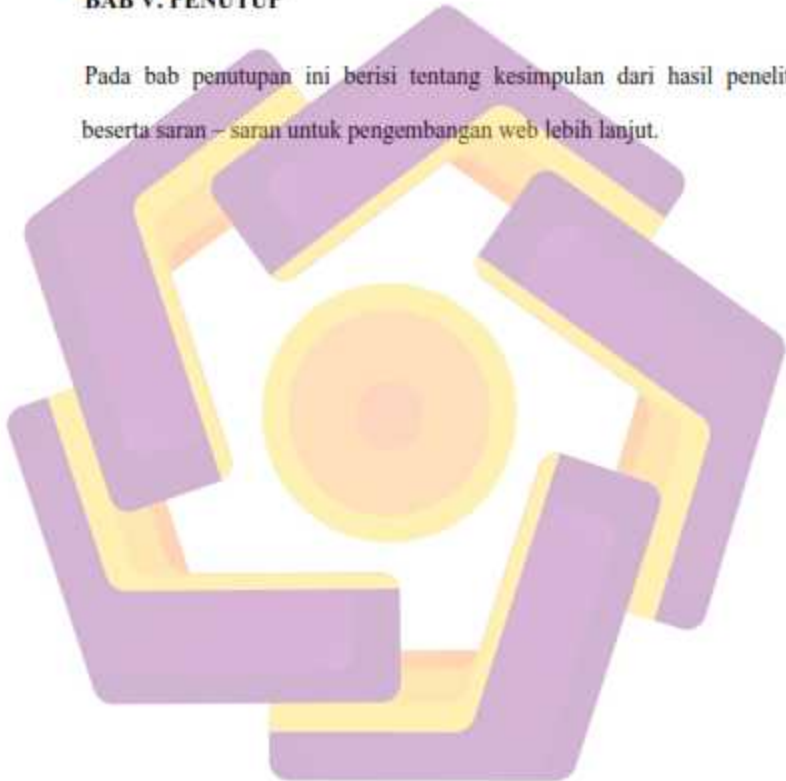 BAB V. PENUTUP
Pada bab penutupan ini berisi tentang kesimpulan dari hasil
beserta saran – saran untuk pengembangan web lebih lanjut.